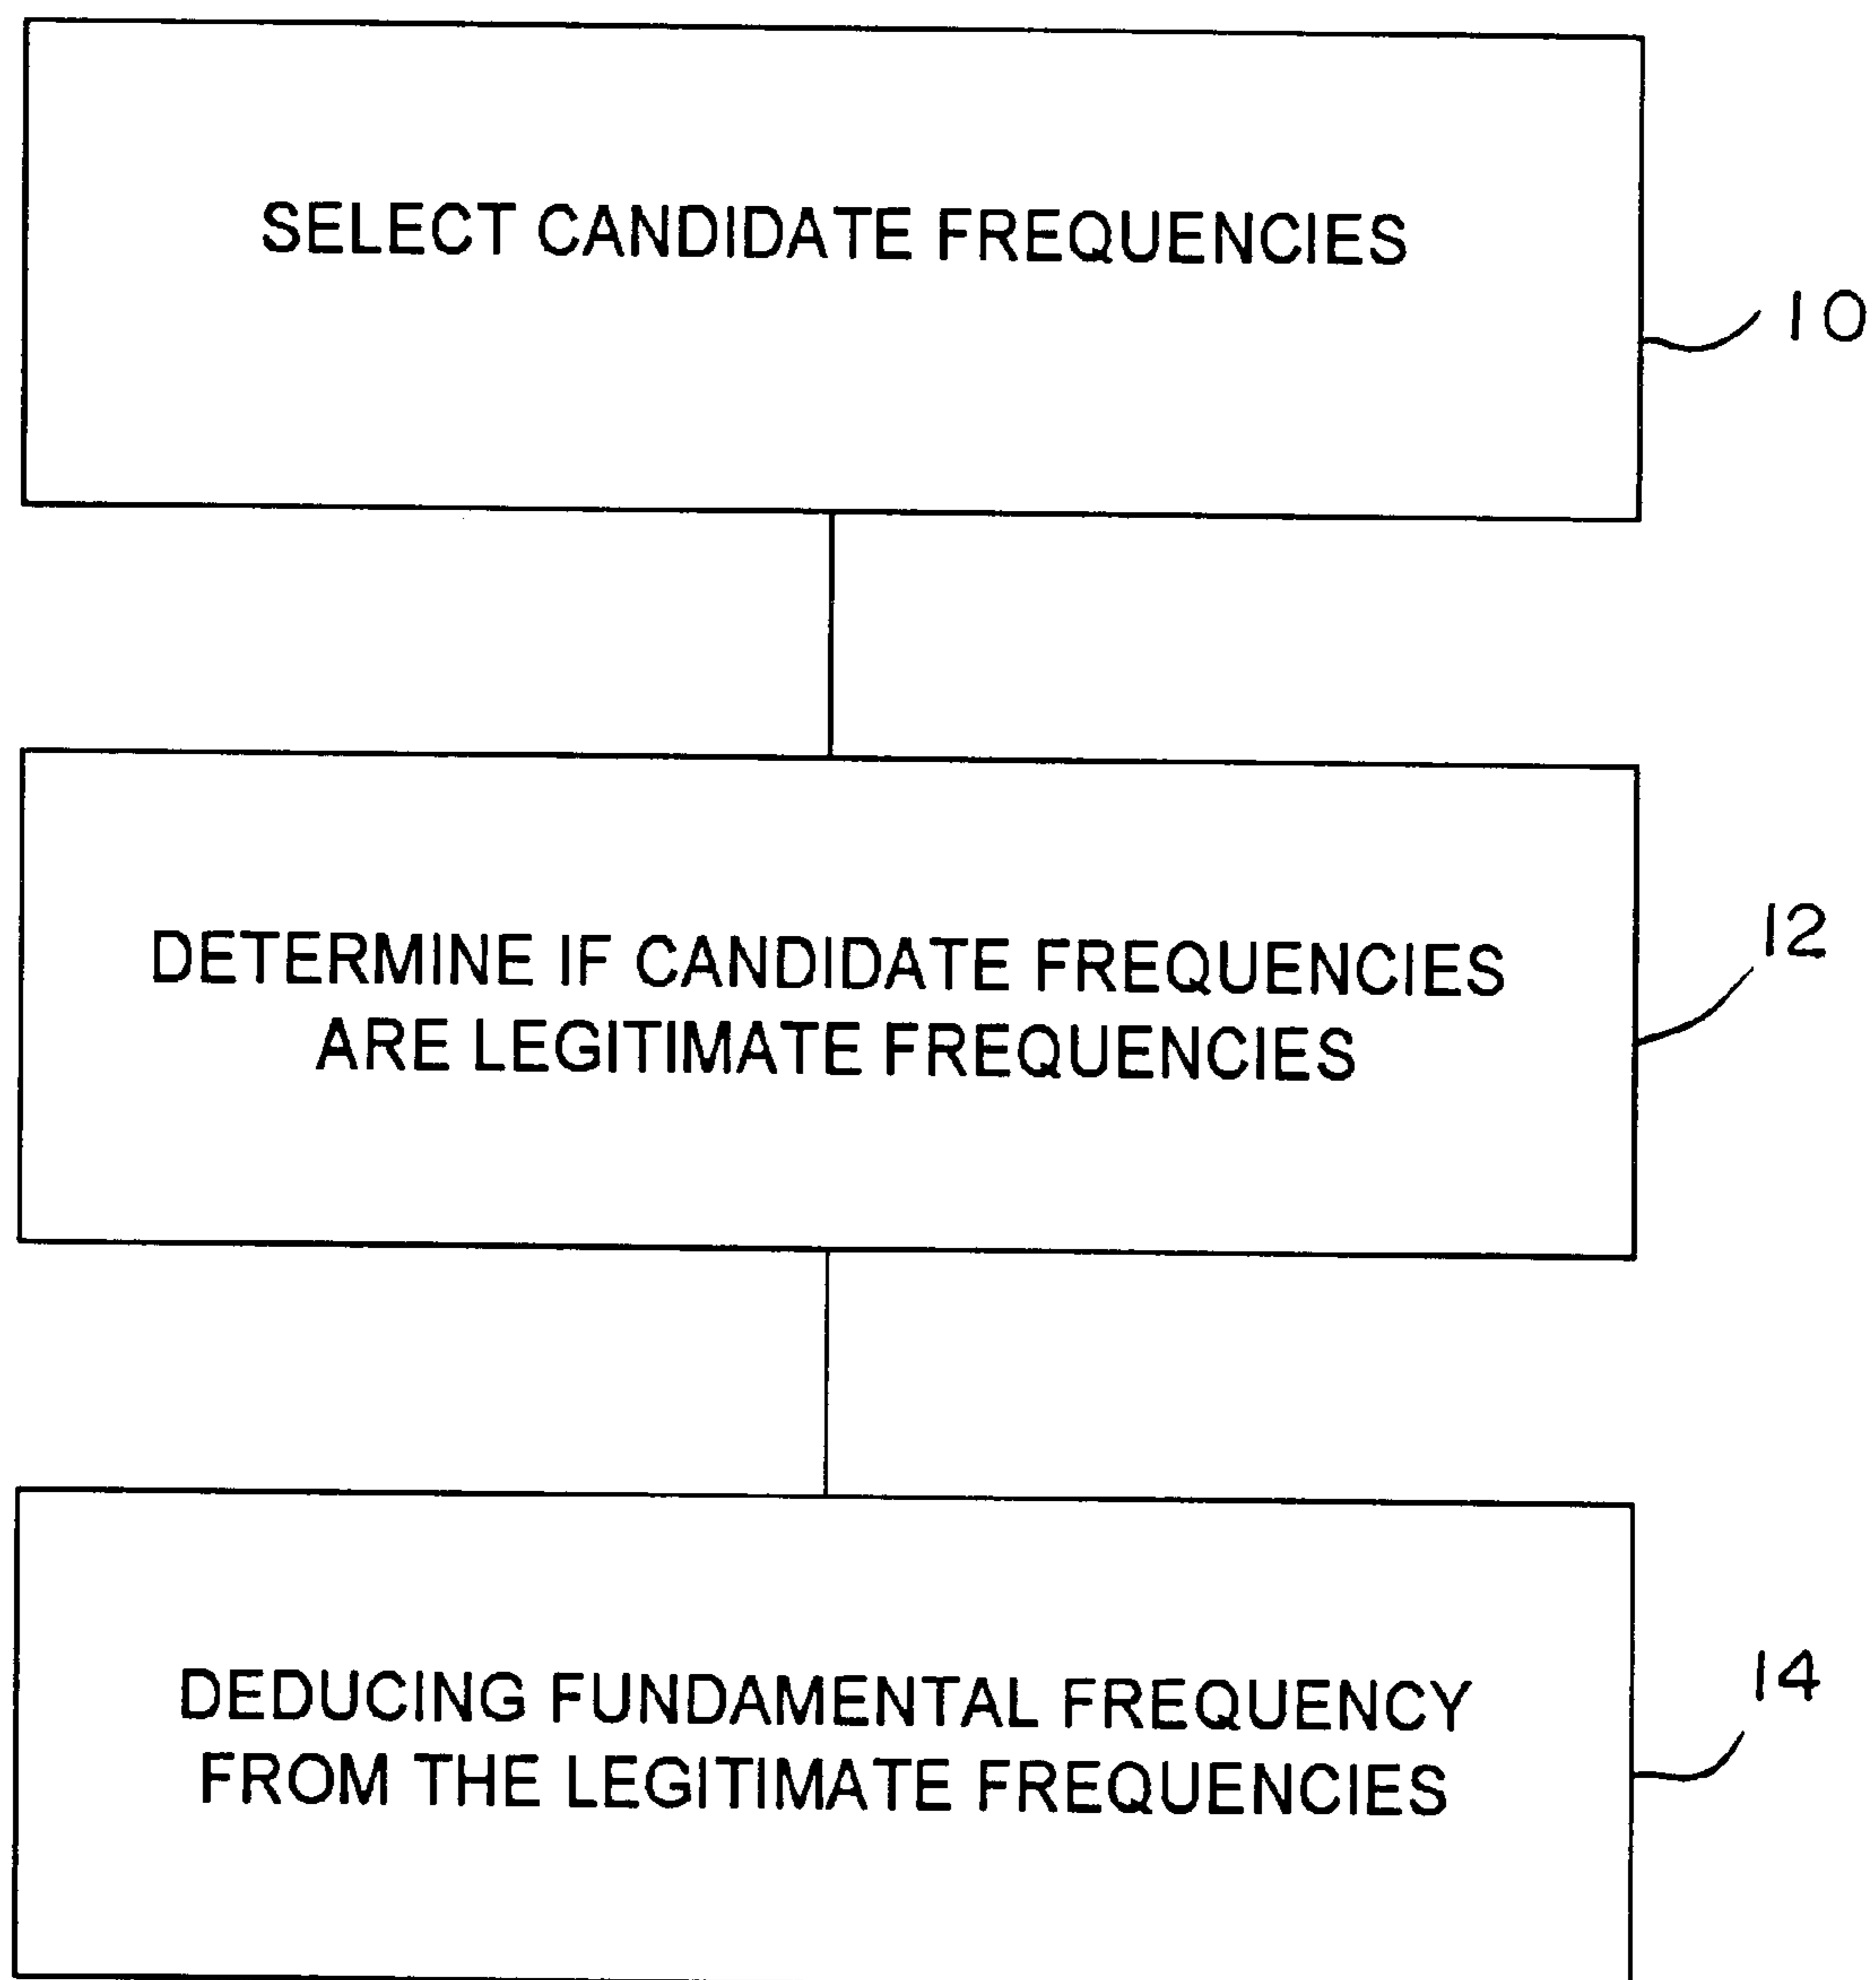 SELECT CANDIDATE FREQUENCIES
10
DETERMINE IF CANDIDATE FREQUENCIES
ARE LEGITIMATE FREQUENCIES
12
DEDUCING FUNDAMENTAL FREQUENCY
FROM THE LEGITIMATE FREQUENCIES
14